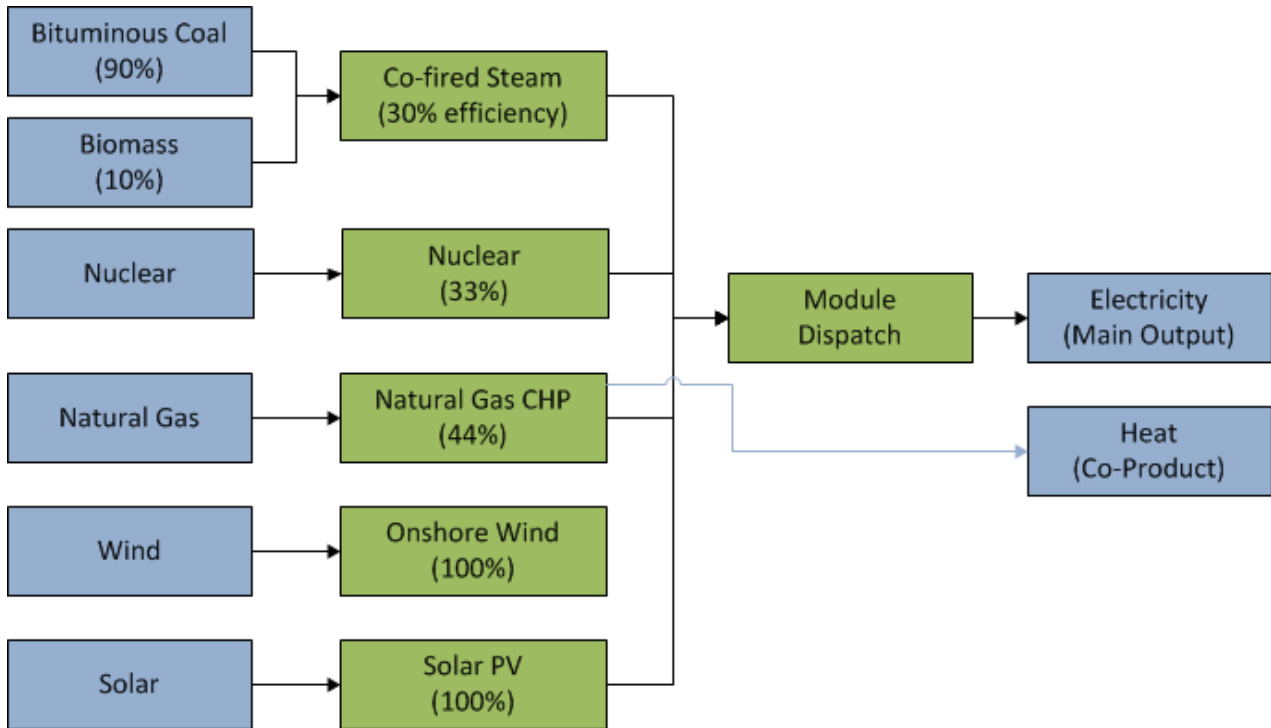 Bituminous Coal
(90%)
Biomass
(10%)
Co-fired Steam
(30% efficiency)
Nuclear
Nuclear
(33%)
Module
Dispatch
Electricity
(Main Output)
Natural Gas
Natural Gas CHP
(44%)
Heat
(Co-Product)
Wind
Onshore Wind
(100%)
Solar
Solar PV
(100%)